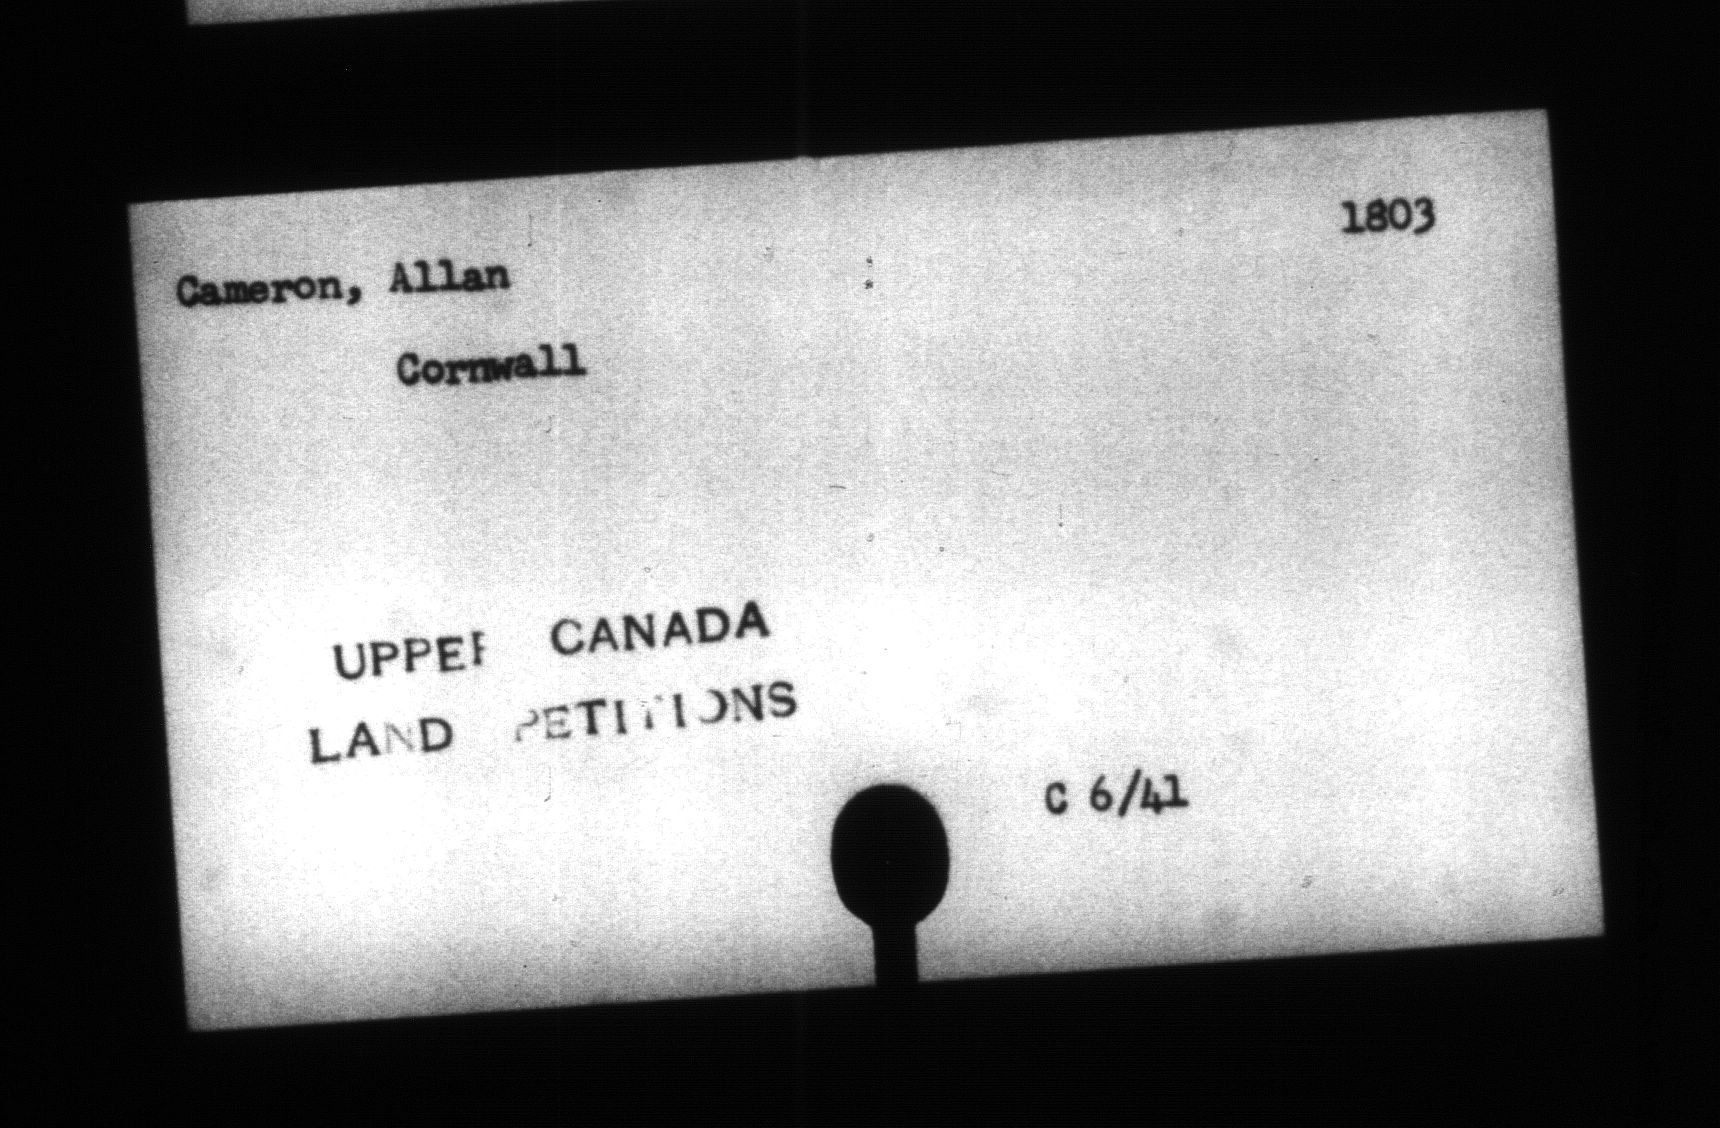 1803
Cameron, Allan
Cornwall
UPPER CANADA
LAND PETITIONS
C 6/41